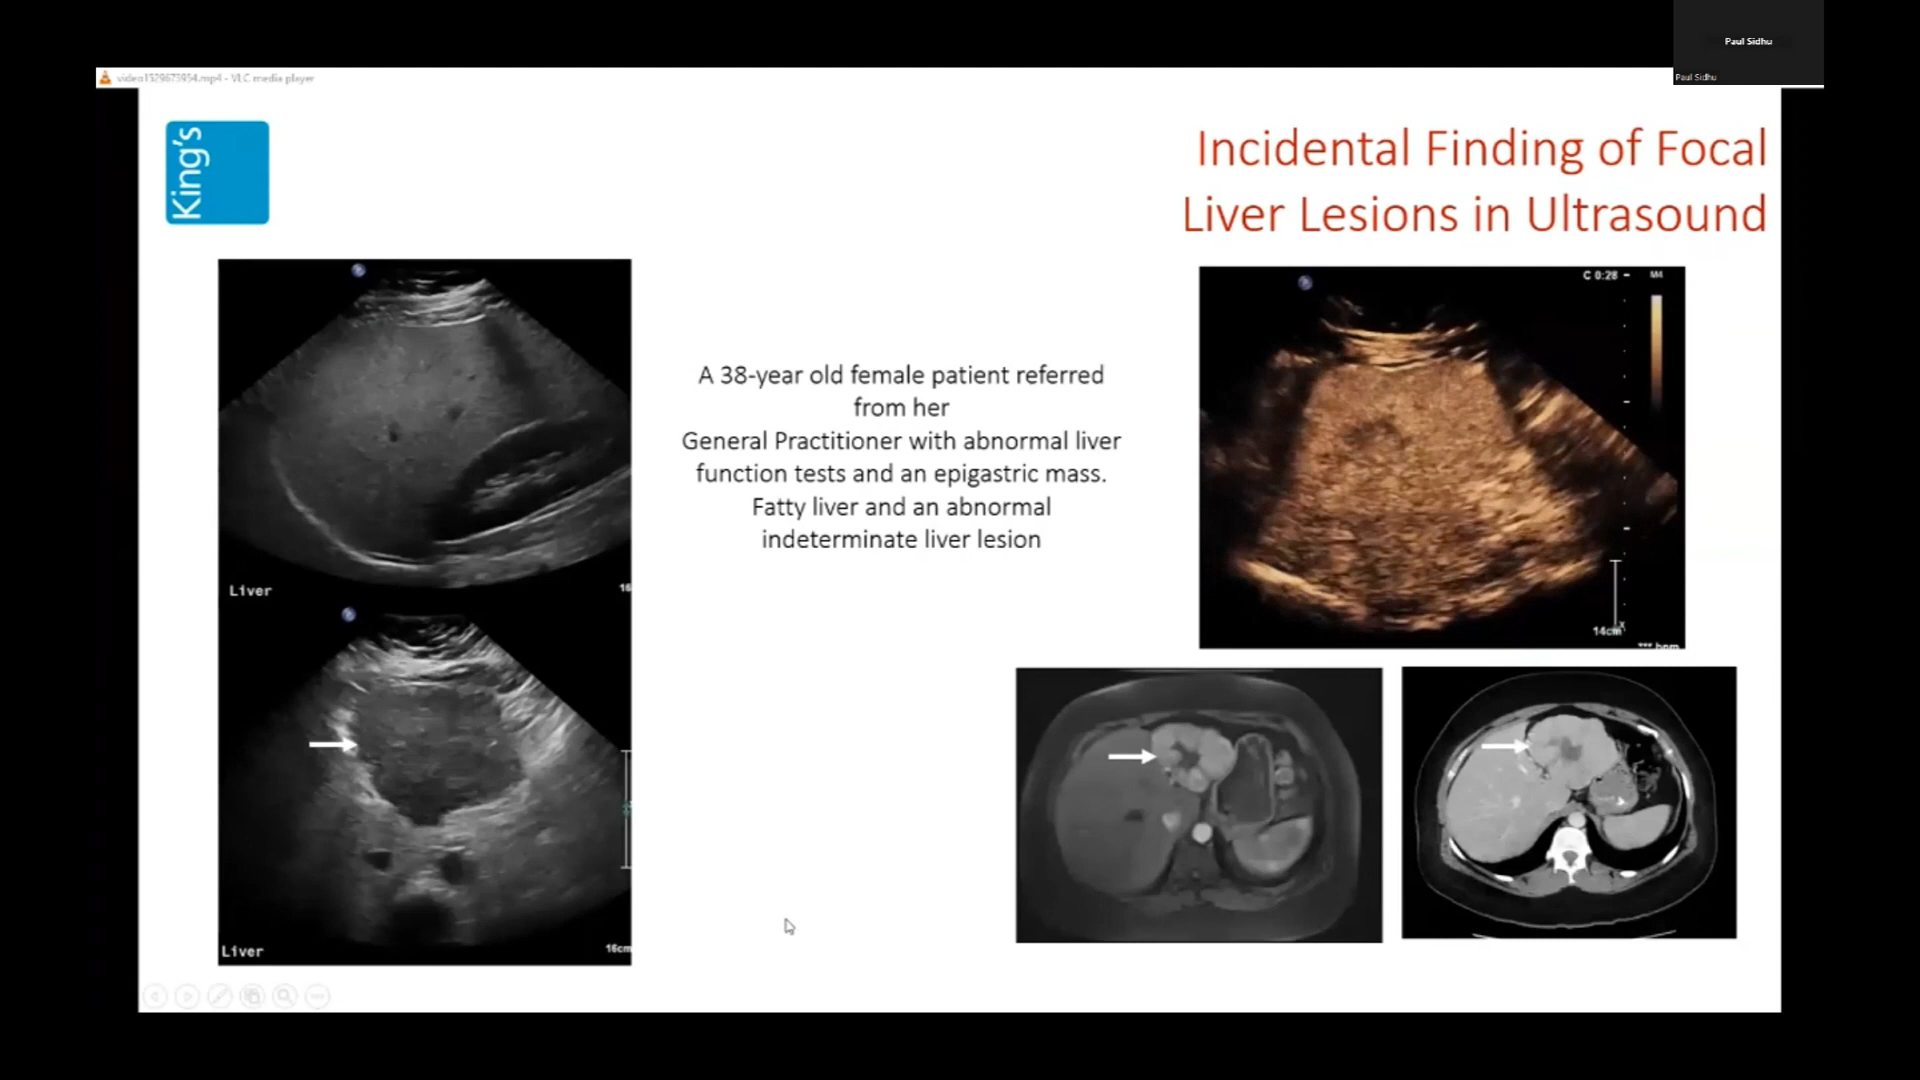 Paul Sidhu
Paul Sidhu
video1529673954.mp4 - VLC media player
King's
Incidental Finding of Focal
Liver Lesions in Ultrasound
C 0:28
M4
A 38-year old female patient referred
from her
General Practitioner with abnormal liver
function tests and an epigastric mass.
Fatty liver and an abnormal
indeterminate liver lesion
Liver
16
14cm
*** bpm
Liver
16cm